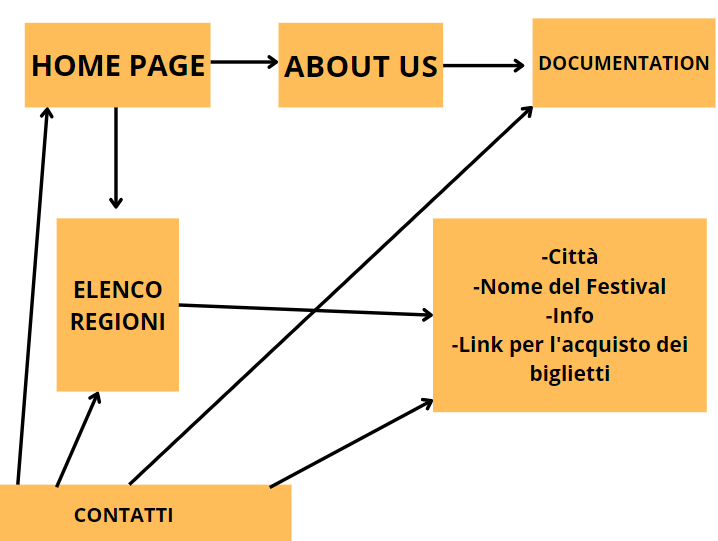 HOME PAGE
ABOUT US
DOCUMENTATION
ELENCO
REGIONI
-Città
-Nome del Festival
-Info
-Link per l'acquisto dei
biglietti
CONTATTI